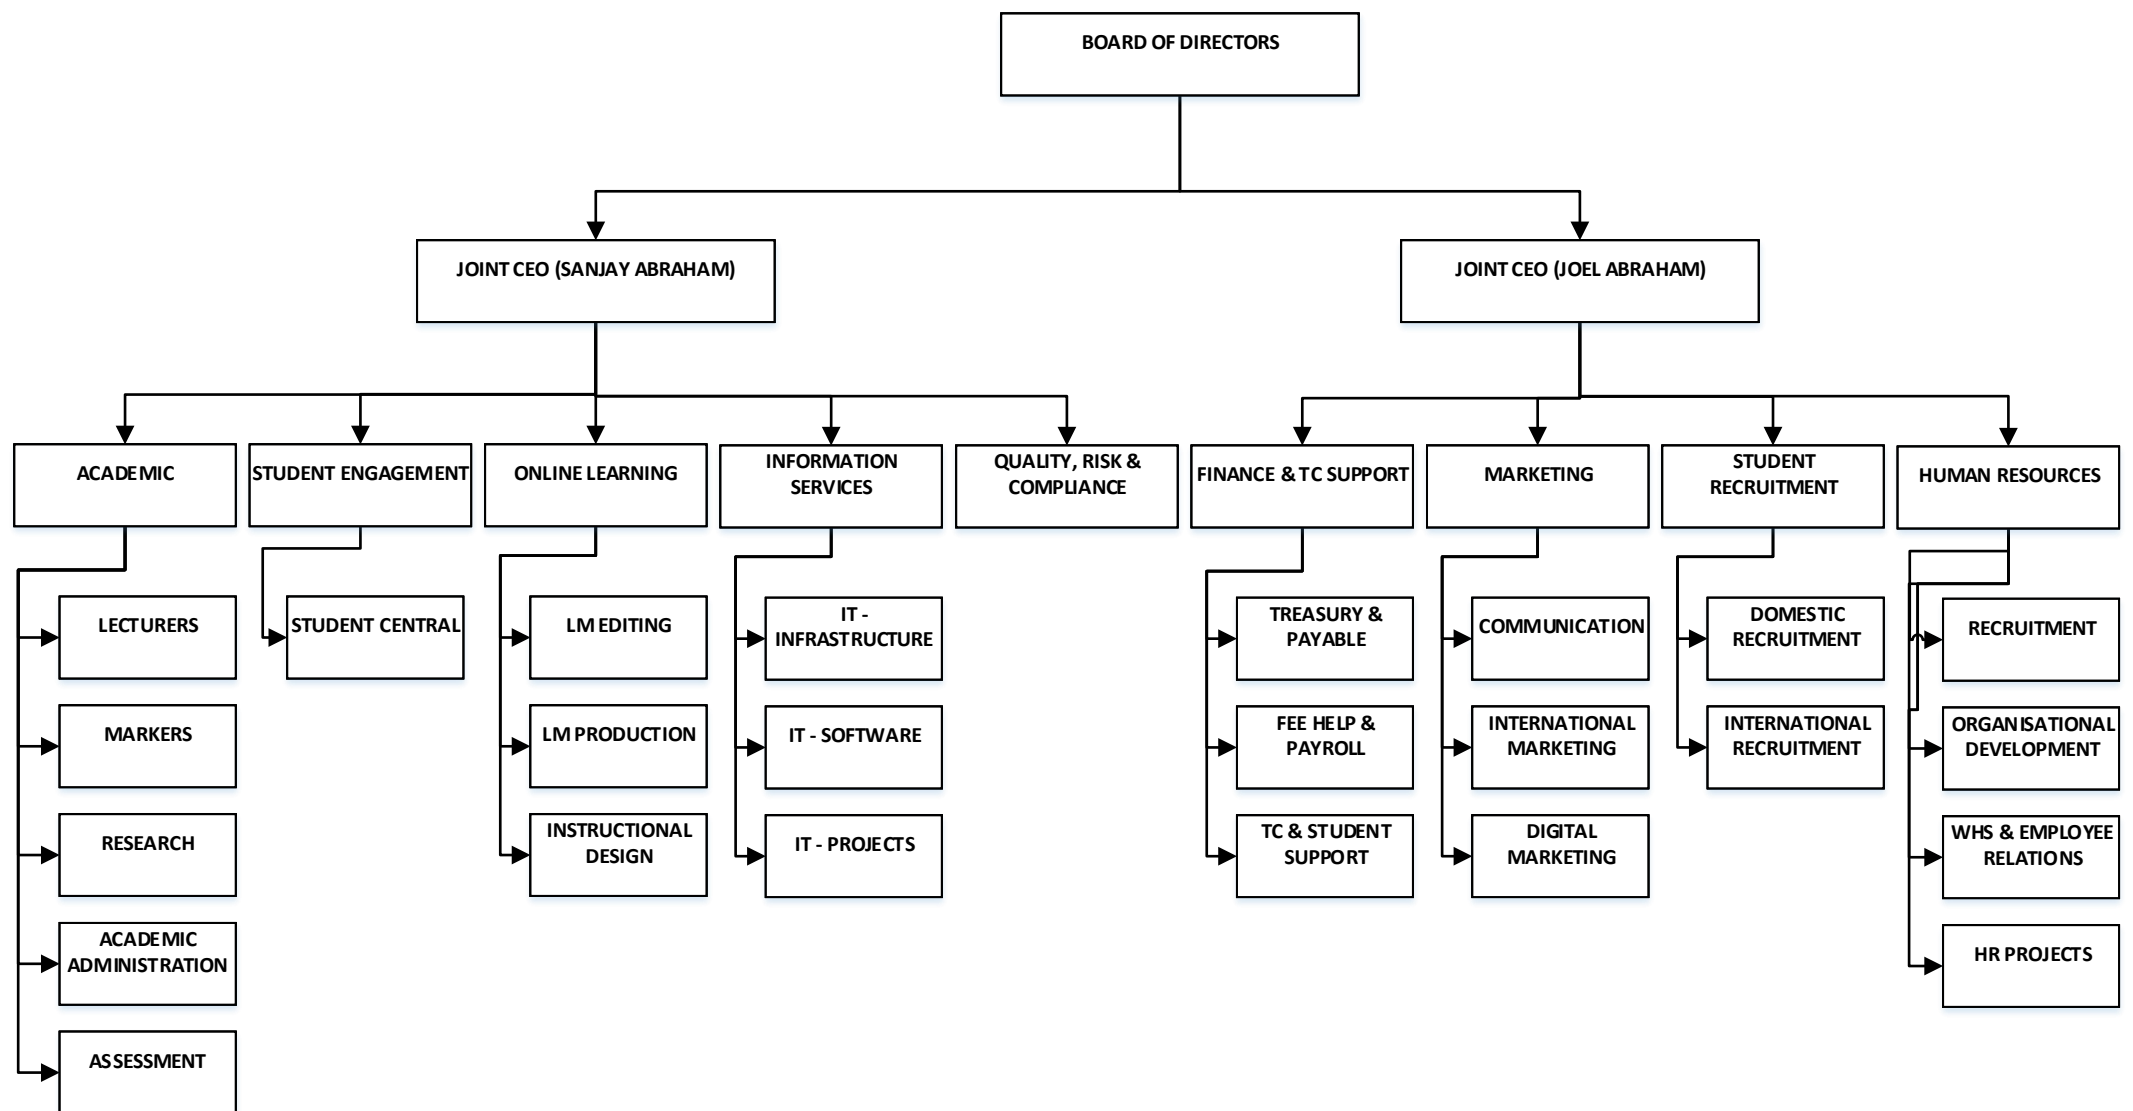 BOARD OF DIRECTORS
JOINT CEO (SANJAY ABRAHAM)
JOINT CEO (JOEL ABRAHAM)
ACADEMIC
STUDENT ENGAGEMENT
ONLINE LEARNING
INFORMATION
SERVICES
QUALITY, RISK &
COMPLIANCE
FINANCE & TC SUPPORT
MARKETING
STUDENT
RECRUITMENT
HUMAN RESOURCES
LECTURERS
MARKERS
RESEARCH
ACADEMIC
ADMINISTRATION
ASSESSMENT
STUDENT CENTRAL
LM EDITING
LM PRODUCTION
INSTRUCTIONAL
DESIGN
IT -
INFRASTRUCTURE
IT - SOFTWARE
IT - PROJECTS
TREASURY &
PAYABLE
FEE HELP &
PAYROLL
TC & STUDENT
SUPPORT
COMMUNICATION
INTERNATIONAL
MARKETING
DIGITAL
MARKETING
DOMESTIC
RECRUITMENT
INTERNATIONAL
RECRUITMENT
RECRUITMENT
ORGANISATIONAL
DEVELOPMENT
WHS & EMPLOYEE
RELATIONS
HR PROJECTS